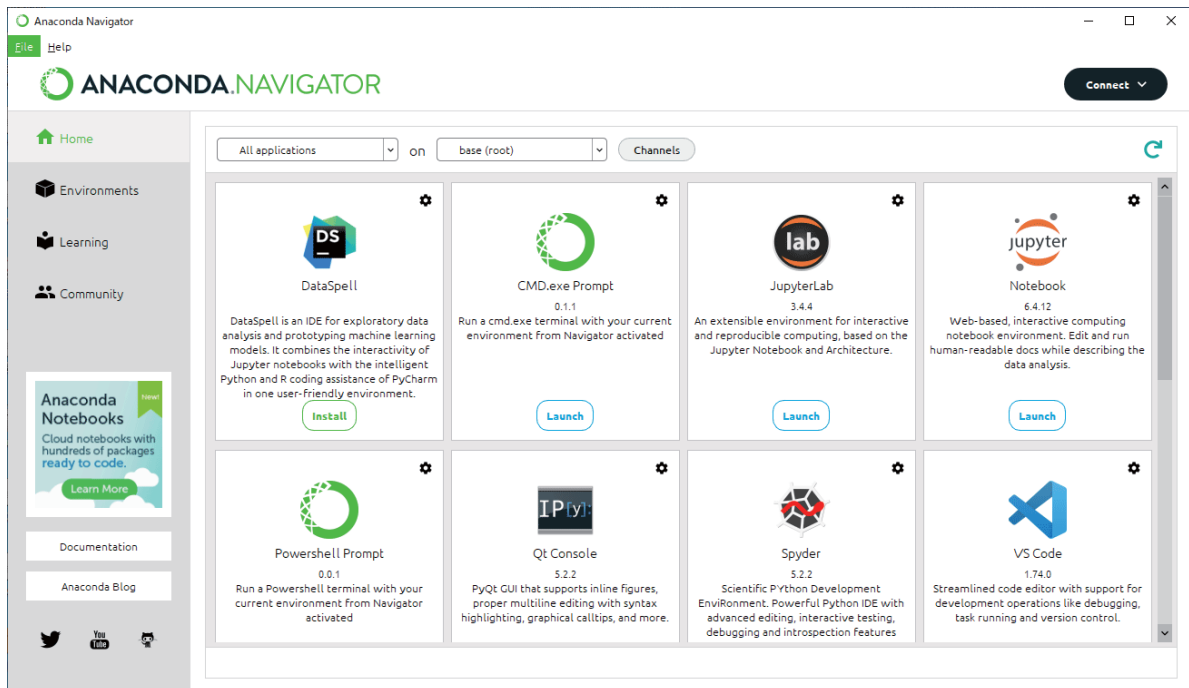 Anaconda Navigator
File Help
ANACONDA.NAVIGATOR
Connect
Home
Environments
Learning
Community
Anaconda
Notebooks
New!
Cloud notebooks with
hundreds of packages
ready to code.
Learn More
Documentation
Anaconda Blog
You
Tube
All applications on base (root) Channels
DS
DataSpell
DataSpell is an IDE for exploratory data
analysis and prototyping machine learning
models. It combines the interactivity of
Jupyter notebooks with the intelligent
Python and R coding assistance of PyCharm
in one user-friendly environment.
Install
CMD.exe Prompt
0.1.1
Run a cmd.exe terminal with your current
environment from Navigator activated
Launch
lab
JupyterLab
3.4.4
An extensible environment for interactive
and reproducible computing, based on the
Jupyter Notebook and Architecture.
Launch
jupyter
Notebook
6.4.12
Web-based, interactive computing
notebook environment. Edit and run
human-readable docs while describing the
data analysis.
Launch
Powershell Prompt
0.0.1
Run a Powershell terminal with your
current environment from Navigator
activated
IP[y]:
Qt Console
5.2.2
PyQt GUI that supports inline figures,
proper multiline editing with syntax
highlighting, graphical calltips, and more.
Spyder
5.2.2
Scientific PYthon Development
EnviRonment. Powerful Python IDE with
advanced editing, interactive testing,
debugging and introspection features
VS Code
1.74.0
Streamlined code editor with support for
development operations like debugging,
task running and version control.